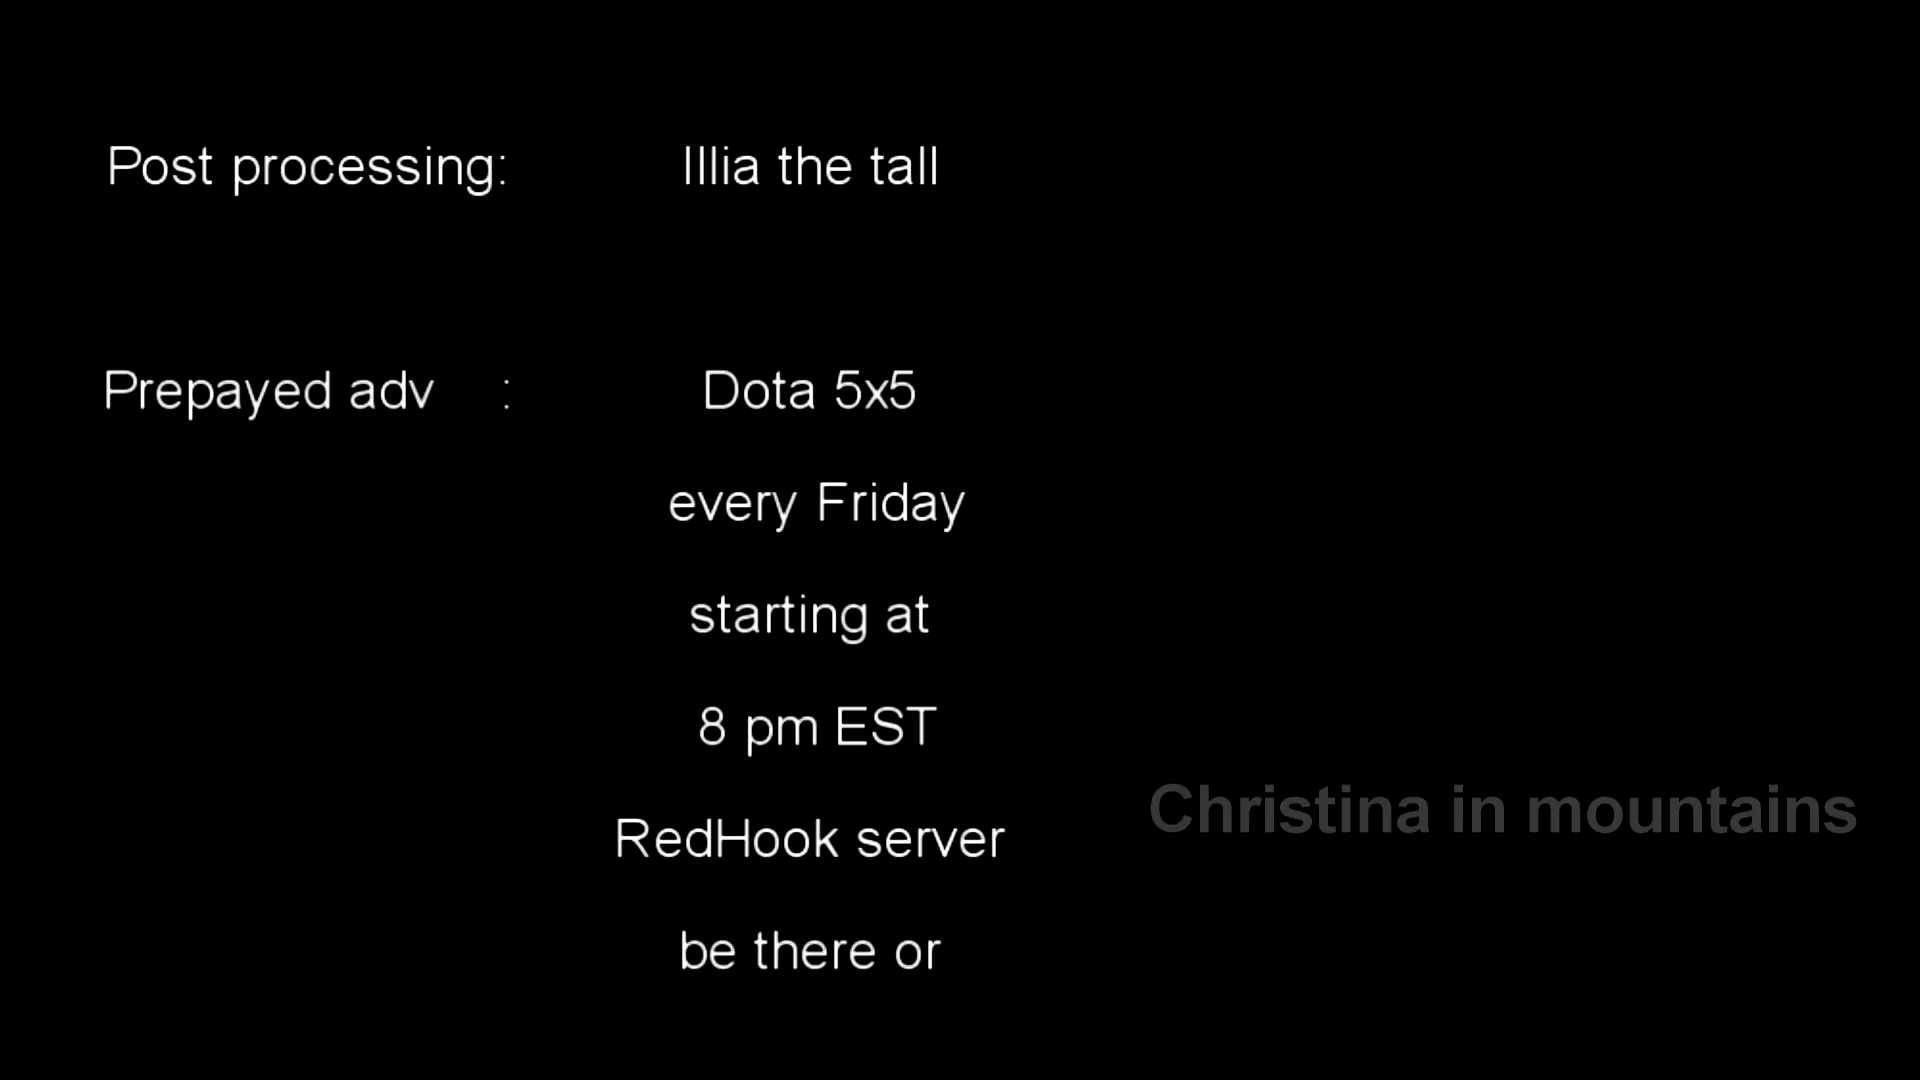 Post processing: Illia the tall
Prepayed adv : Dota 5x5
every Friday
starting at
8 pm EST
RedHook server
Christina in mountains
be there or